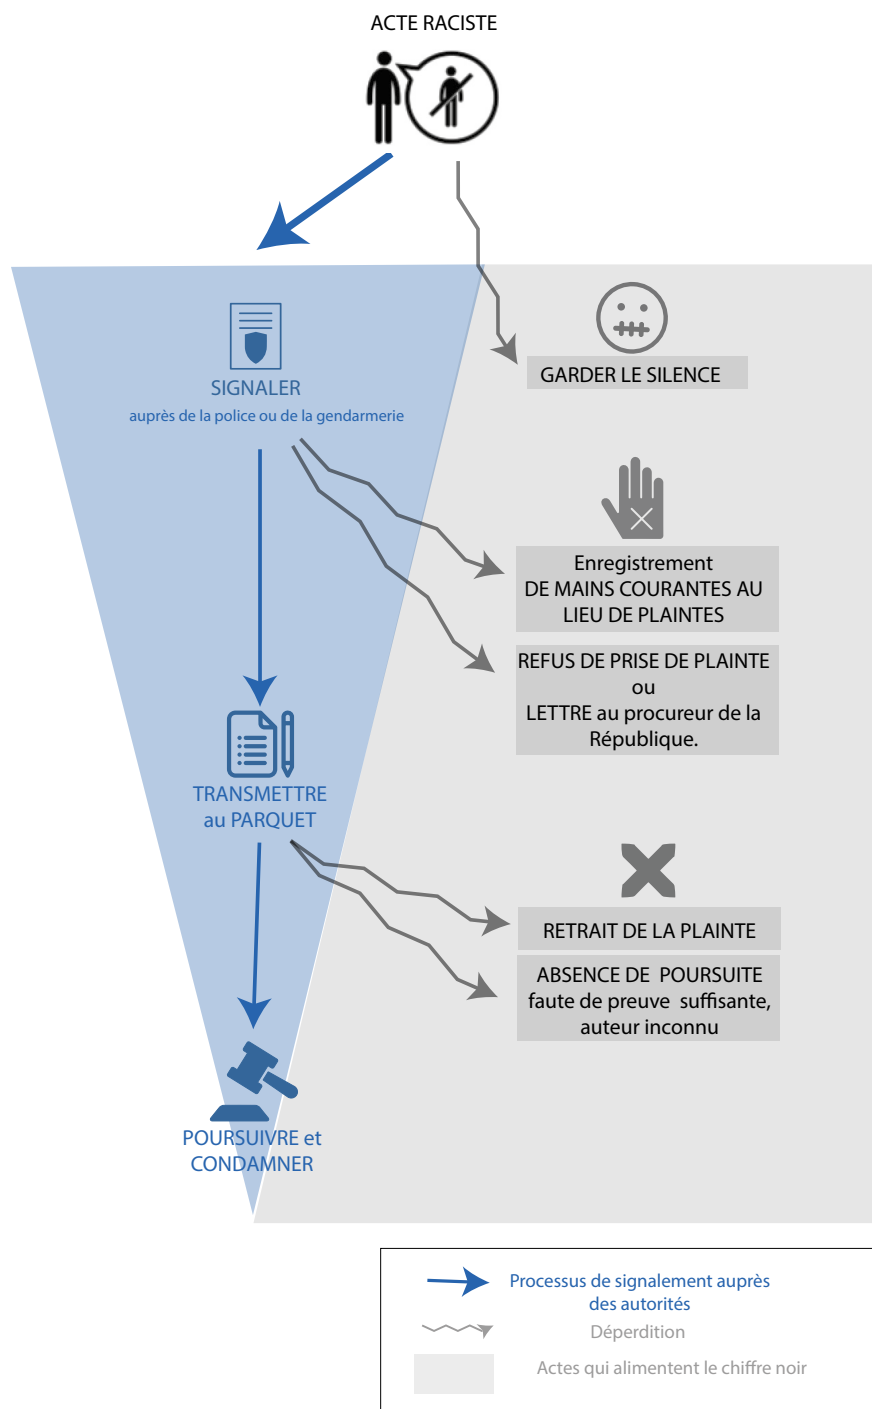 ACTE RACISTE
SIGNALER
auprès de la police ou de la gendarmerie
GARDER LE SILENCE
Enregistrement
DE MAINS COURANTES AU
LIEU DE PLAINTES
REFUS DE PRISE DE PLAINTE
ou
LETTRE au procureur de la
République.
TRANSMETTRE
au PARQUET
RETRAIT DE LA PLAINTE
ABSENCE DE POURSUITE
faute de preuve suffisante,
auteur inconnu
POURSUIVRE et
CONDAMNER
Processus de signalement auprès
des autorités
Déperdition
Actes qui alimentent le chiffre noir